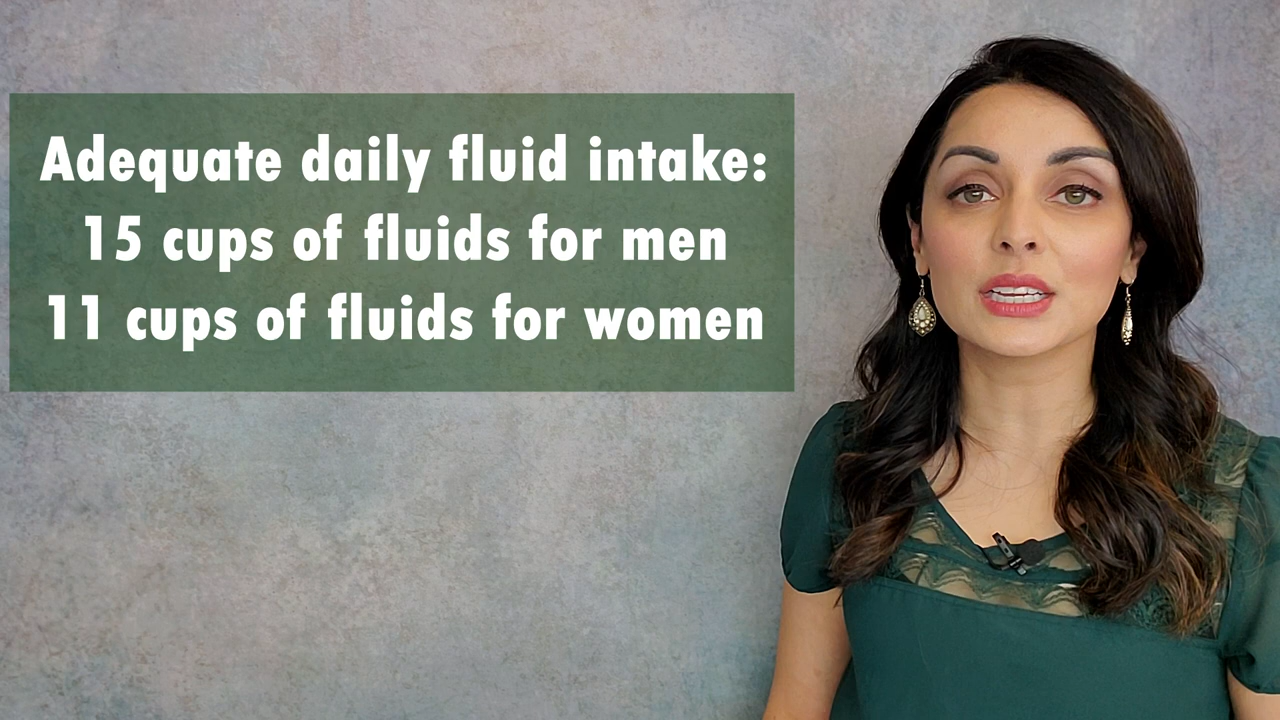 Adequate daily fluid intake:
15 cups of fluids for men
11 cups of fluids for women